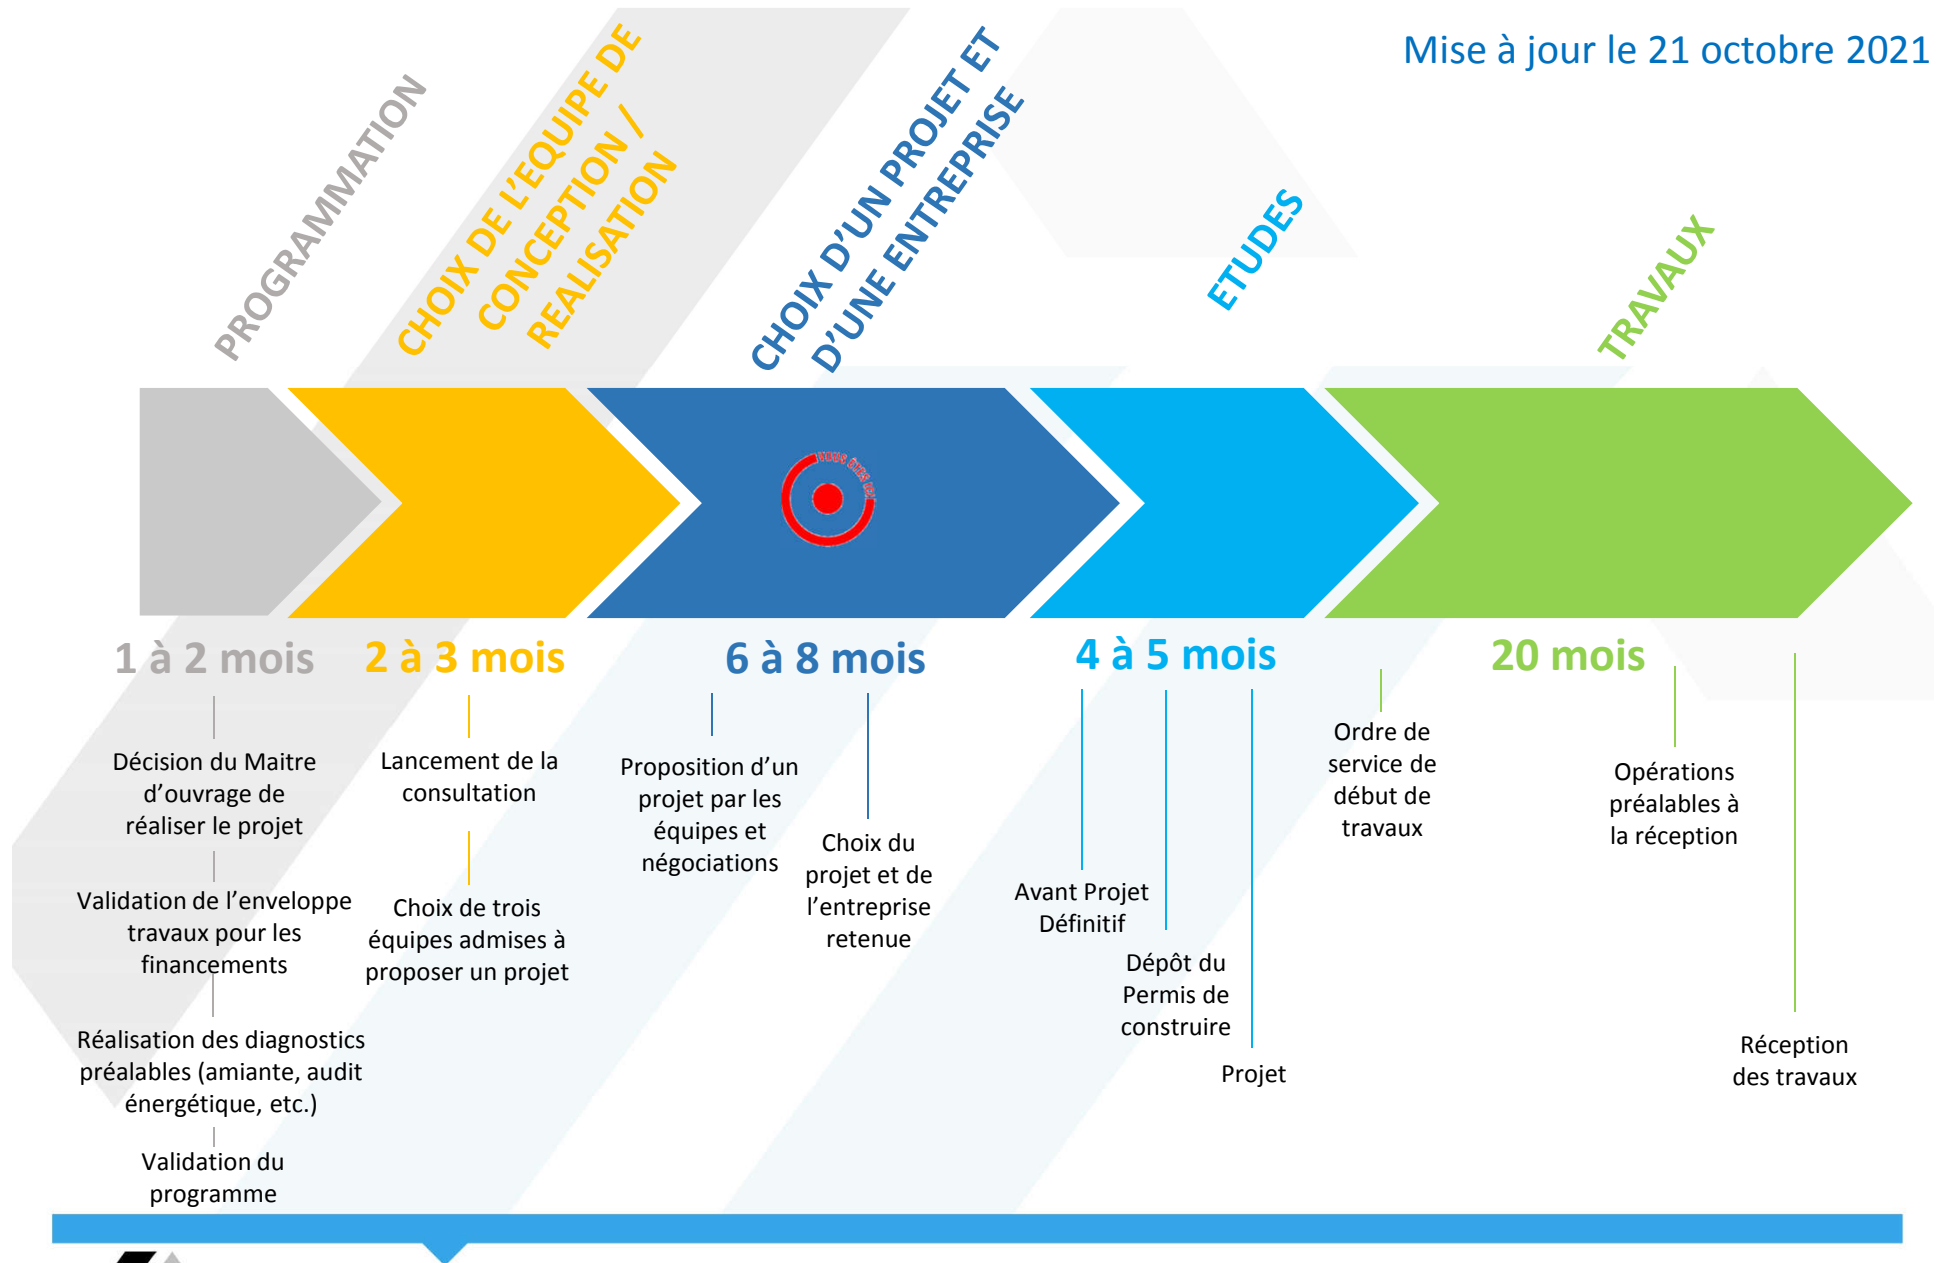 Mise à jour le 21 octobre 2021
PROGRAMMATION
CHOIX DE L’EQUIPE DE
CONCEPTION /
REALISATION
CHOIX D’UN PROJET ET
D’UNE ENTREPRISE
ETUDES
TRAVAUX
vous êtes ici
1 à 2 mois
2 à 3 mois
6 à 8 mois
4 à 5 mois
20 mois
Décision du Maitre
d’ouvrage de
réaliser le projet
Validation de l’enveloppe
travaux pour les
financements
Réalisation des diagnostics
préalables (amiante, audit
énergétique, etc.)
Validation du
programme
Lancement de la
consultation
Choix de trois
équipes admises à
proposer un projet
Proposition d’un
projet par les
équipes et
négociations
Choix du
projet et de
l’entreprise
retenue
Avant Projet
Définitif
Dépôt du
Permis de
construire
Projet
Ordre de
service de
début de
travaux
Opérations
préalables à
la réception
Réception
des travaux